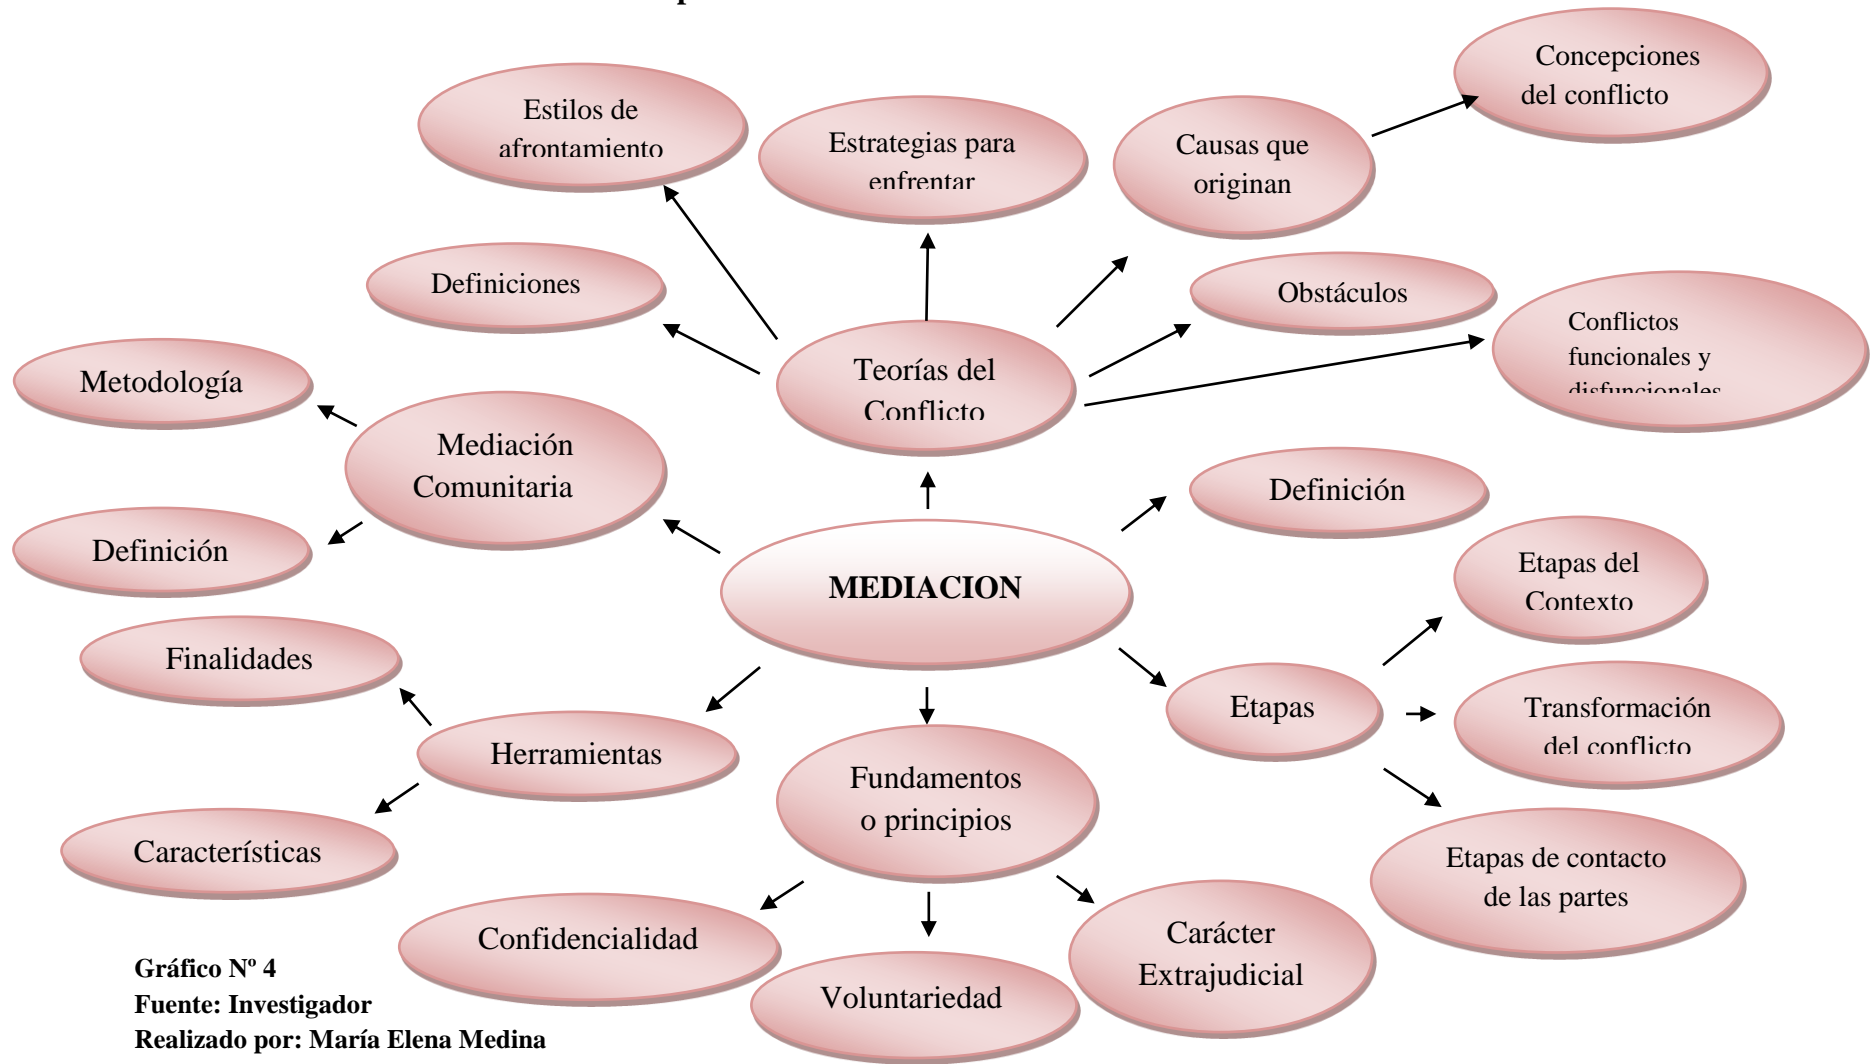 Concepciones
del conflicto
Estilos de
afrontamiento
Estrategias para
enfrentar
Causas que
originan
Definiciones
Obstáculos
Conflictos
funcionales y
disfuncionales
Teorías del
Conflicto
Metodología
Mediación
Comunitaria
Definición
Definición
MEDIACION
Etapas del
Contexto
Finalidades
Etapas
Transformación
del conflicto
Herramientas
Fundamentos
o principios
Características
Etapas de contacto
de las partes
Confidencialidad
Voluntariedad
Carácter
Extrajudicial
Gráfico Nº 4
Fuente: Investigador
Realizado por: María Elena Medina